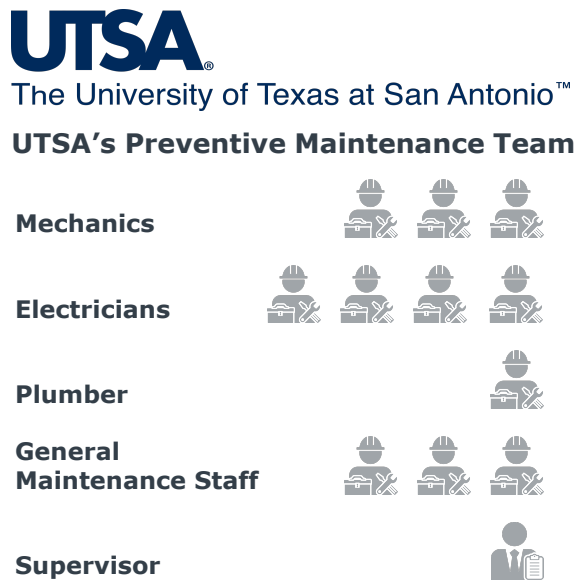 UTSA®
The University of Texas at San Antonio™
UTSA’s Preventive Maintenance Team
Mechanics
Electricians
Plumber
General
Maintenance Staff
Supervisor